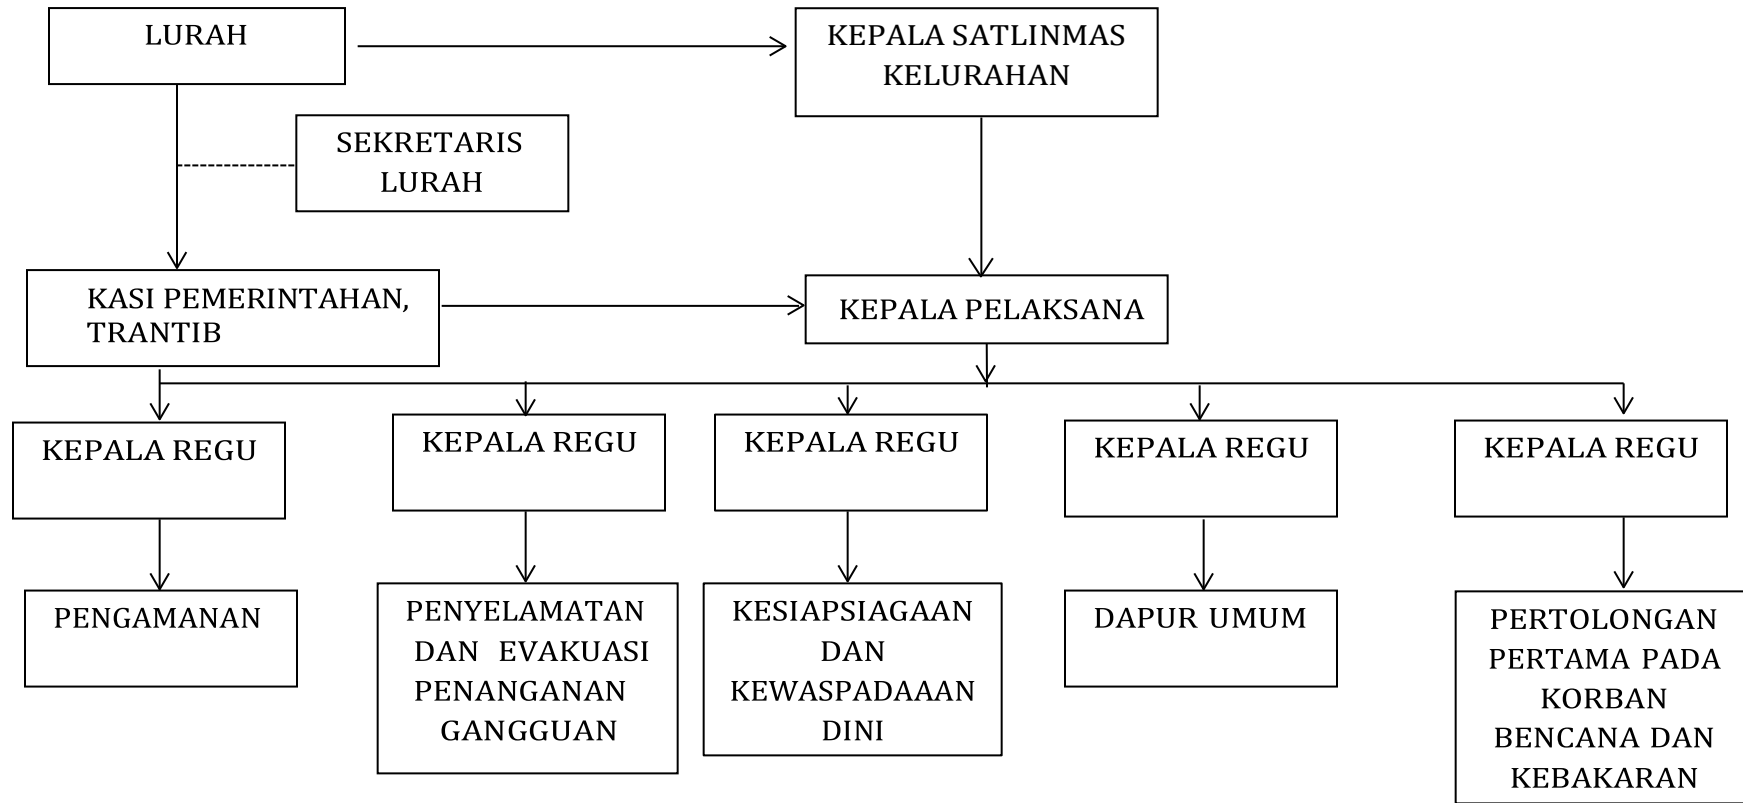 LURAH
KEPALA SATLINMAS
KELURAHAN
SEKRETARIS
LURAH
KASI PEMERINTAHAN,
TRANTIB
KEPALA PELAKSANA
KEPALA REGU
KEPALA REGU
KEPALA REGU
KEPALA REGU
KEPALA REGU
PENGAMANAN
PENYELAMATAN
DAN EVAKUASI
PENANGANAN
GANGGUAN
KESIAPSIAGAAN
DAN
KEWASPADAAAN
DINI
DAPUR UMUM
PERTOLONGAN
PERTAMA PADA
KORBAN
BENCANA DAN
KEBAKARAN